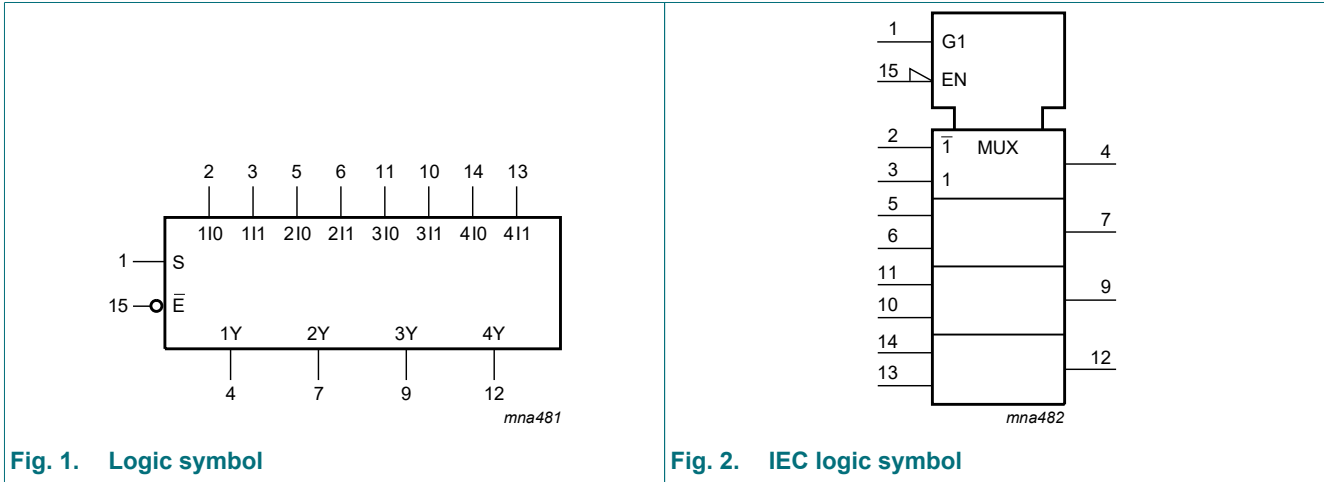 2 3 5 6 11 10 14 13
1I0 1I1 2I0 2I1 3I0 3I1 4I0 4I1
1 S
15 E̅
1Y 2Y 3Y 4Y
4 7 9 12
mna481
Fig. 1. Logic symbol
1 G1
15 EN
2 1̅ MUX 4
3 1
5
7
6
11
9
10
14
12
13
mna482
Fig. 2. IEC logic symbol